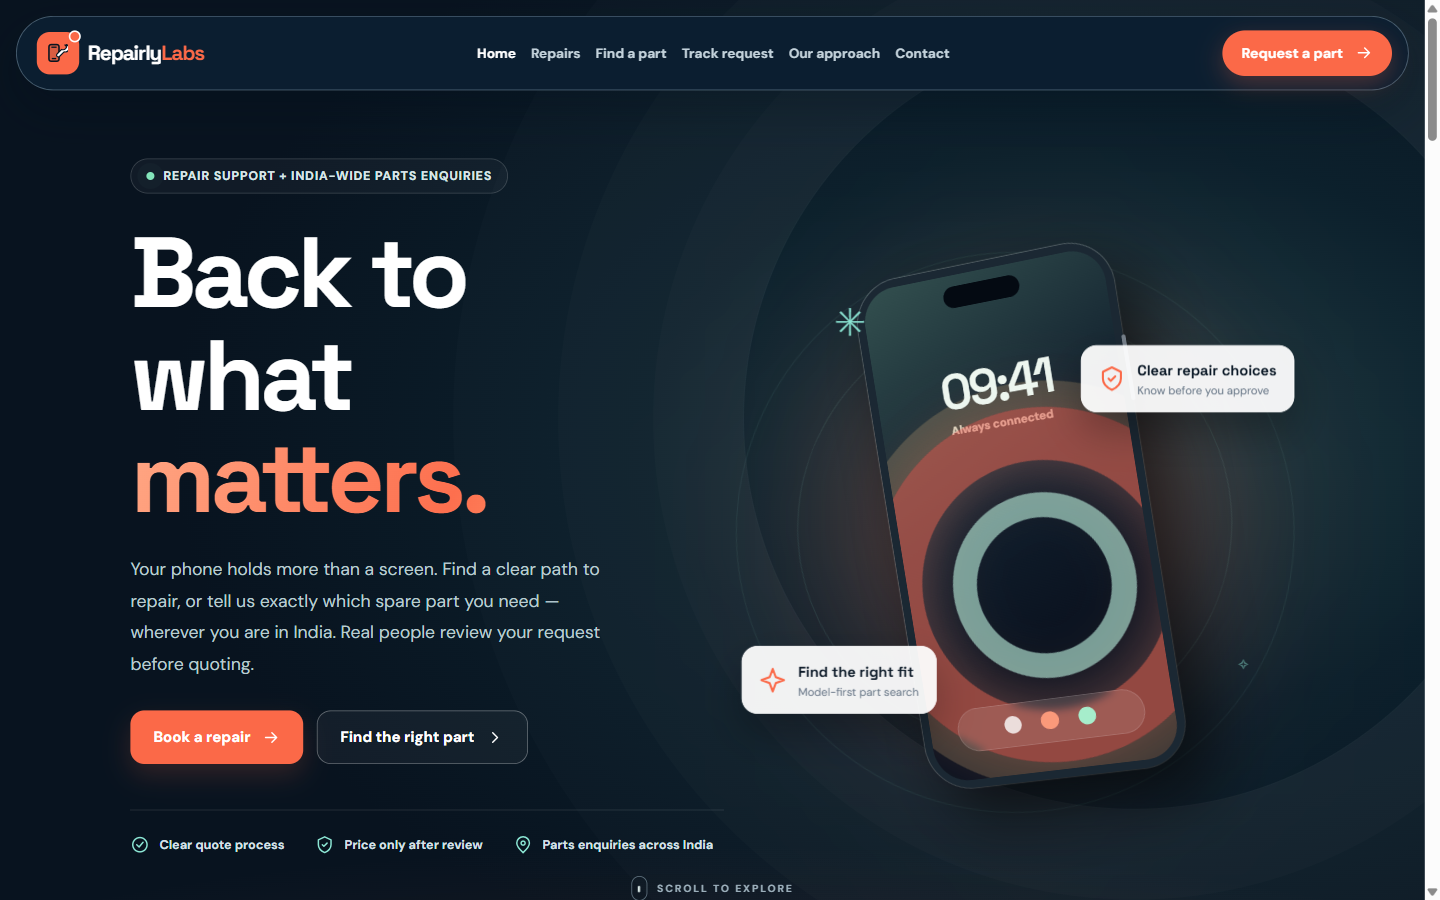 RepairlyLabs
Home Repairs Find a part Track request Our approach Contact
Request a part
REPAIR SUPPORT + INDIA-WIDE PARTS ENQUIRIES
Back to
what
matters.
Your phone holds more than a screen. Find a clear path to
repair, or tell us exactly which spare part you need —
wherever you are in India. Real people review your request
before quoting.
Book a repair
Find the right part
Clear quote process
Price only after review
Parts enquiries across India
09:41
Always connected
Clear repair choices
Know before you approve
Find the right fit
Model-first part search
SCROLL TO EXPLORE